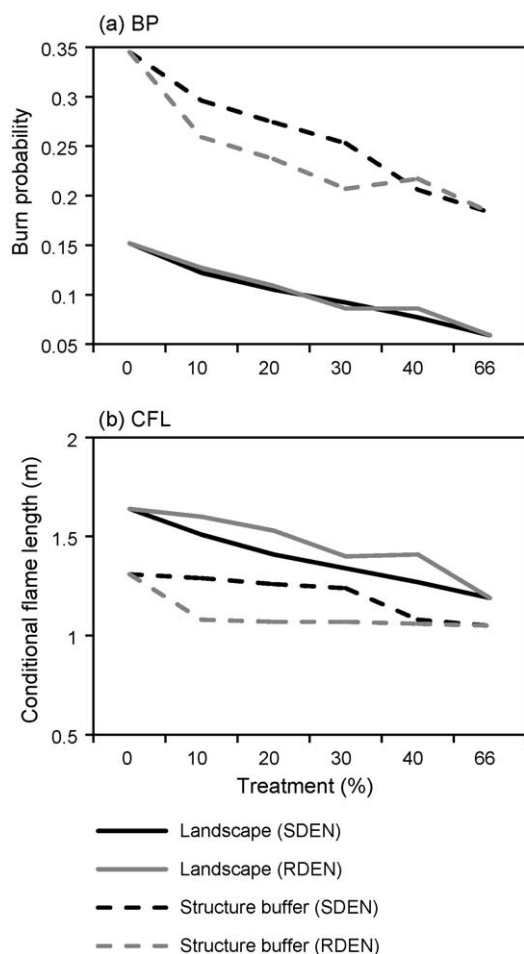 (a) BP
0.35
0.3
0.25
0.2
0.15
0.1
0.05
Burn probability
0 10 20 30 40 66
(b) CFL
2
1.5
1
0.5
Conditional flame length (m)
0 10 20 30 40 66
Treatment (%)
Landscape (SDEN)
Landscape (RDEN)
Structure buffer (SDEN)
Structure buffer (RDEN)